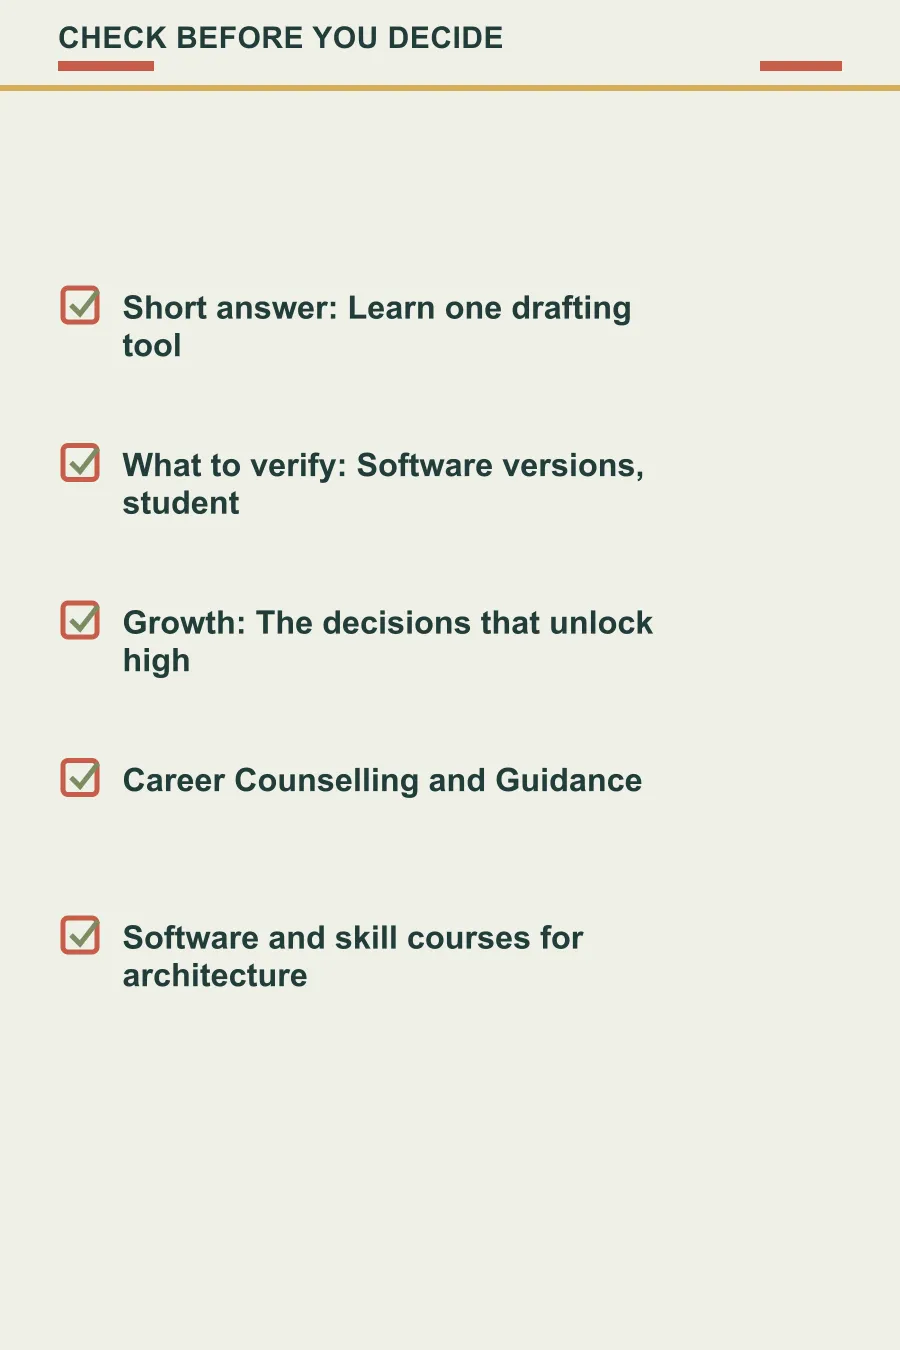 CHECK BEFORE YOU DECIDE
Short answer: Learn one drafting
tool
What to verify: Software versions,
student
Growth: The decisions that unlock
high
Career Counselling and Guidance
Software and skill courses for
architecture